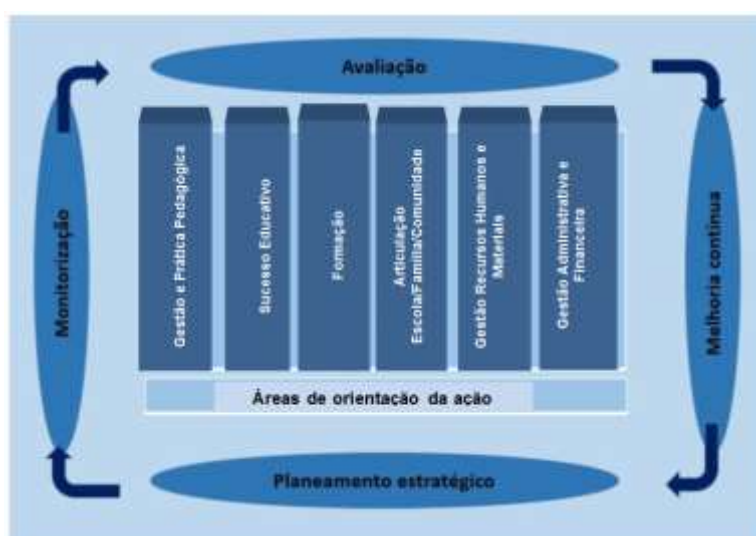 Avaliação
Monitorização
Gestão e Prática Pedagógica
Sucesso Educativo
Formação
Articulação
Escola/Família/Comunidade
Gestão Recursos Humanos e
Materiais
Gestão Administrativa e
Financeira
Melhoria contínua
Áreas de orientação da ação
Planeamento estratégico